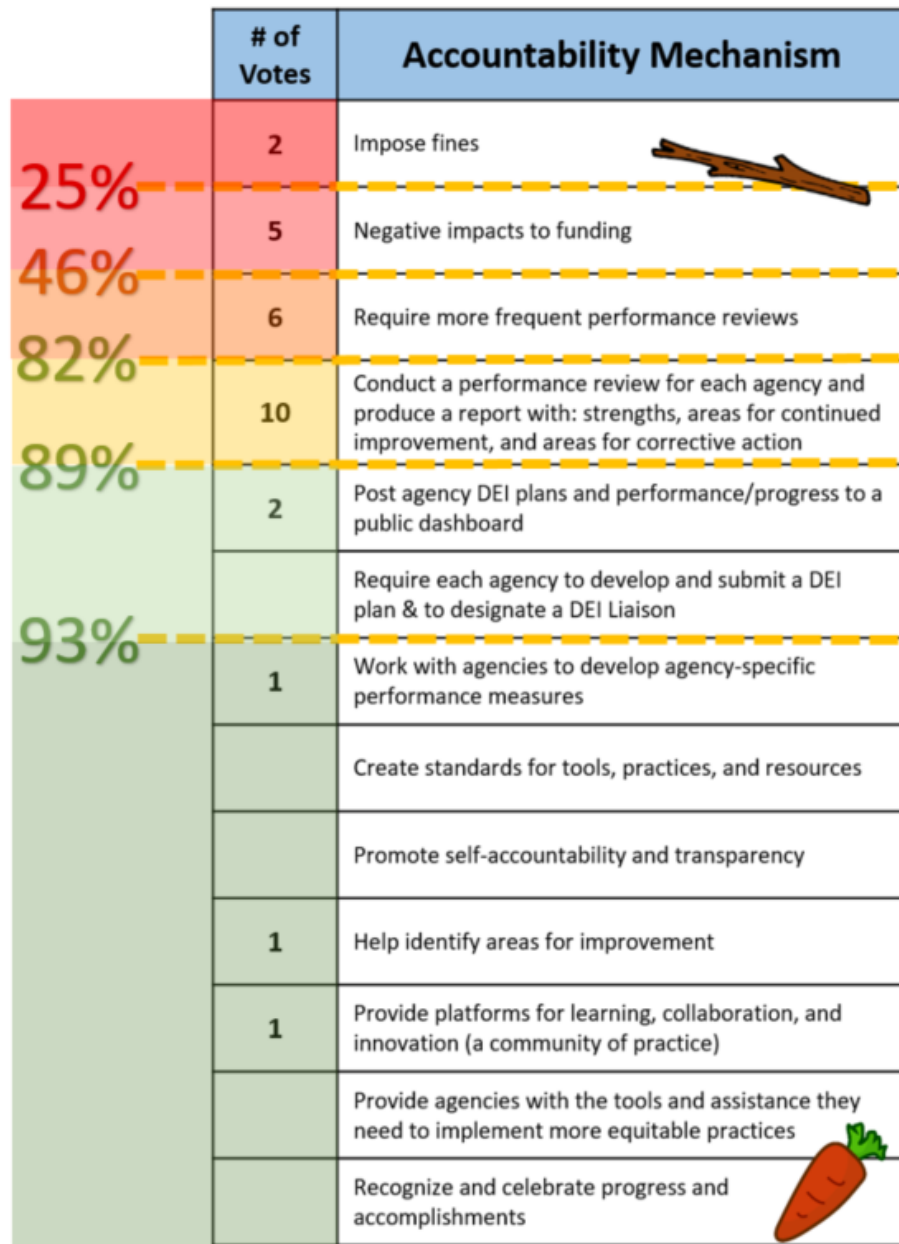 # of
Votes
Accountability Mechanism
2
Impose fines
25%
5
Negative impacts to funding
46%
6
Require more frequent performance reviews
82%
10
Conduct a performance review for each agency and
produce a report with: strengths, areas for continued
improvement, and areas for corrective action
89%
2
Post agency DEI plans and performance/progress to a
public dashboard
Require each agency to develop and submit a DEI
plan & to designate a DEI Liaison
93%
1
Work with agencies to develop agency-specific
performance measures
Create standards for tools, practices, and resources
Promote self-accountability and transparency
1
Help identify areas for improvement
1
Provide platforms for learning, collaboration, and
innovation (a community of practice)
Provide agencies with the tools and assistance they
need to implement more equitable practices
Recognize and celebrate progress and
accomplishments